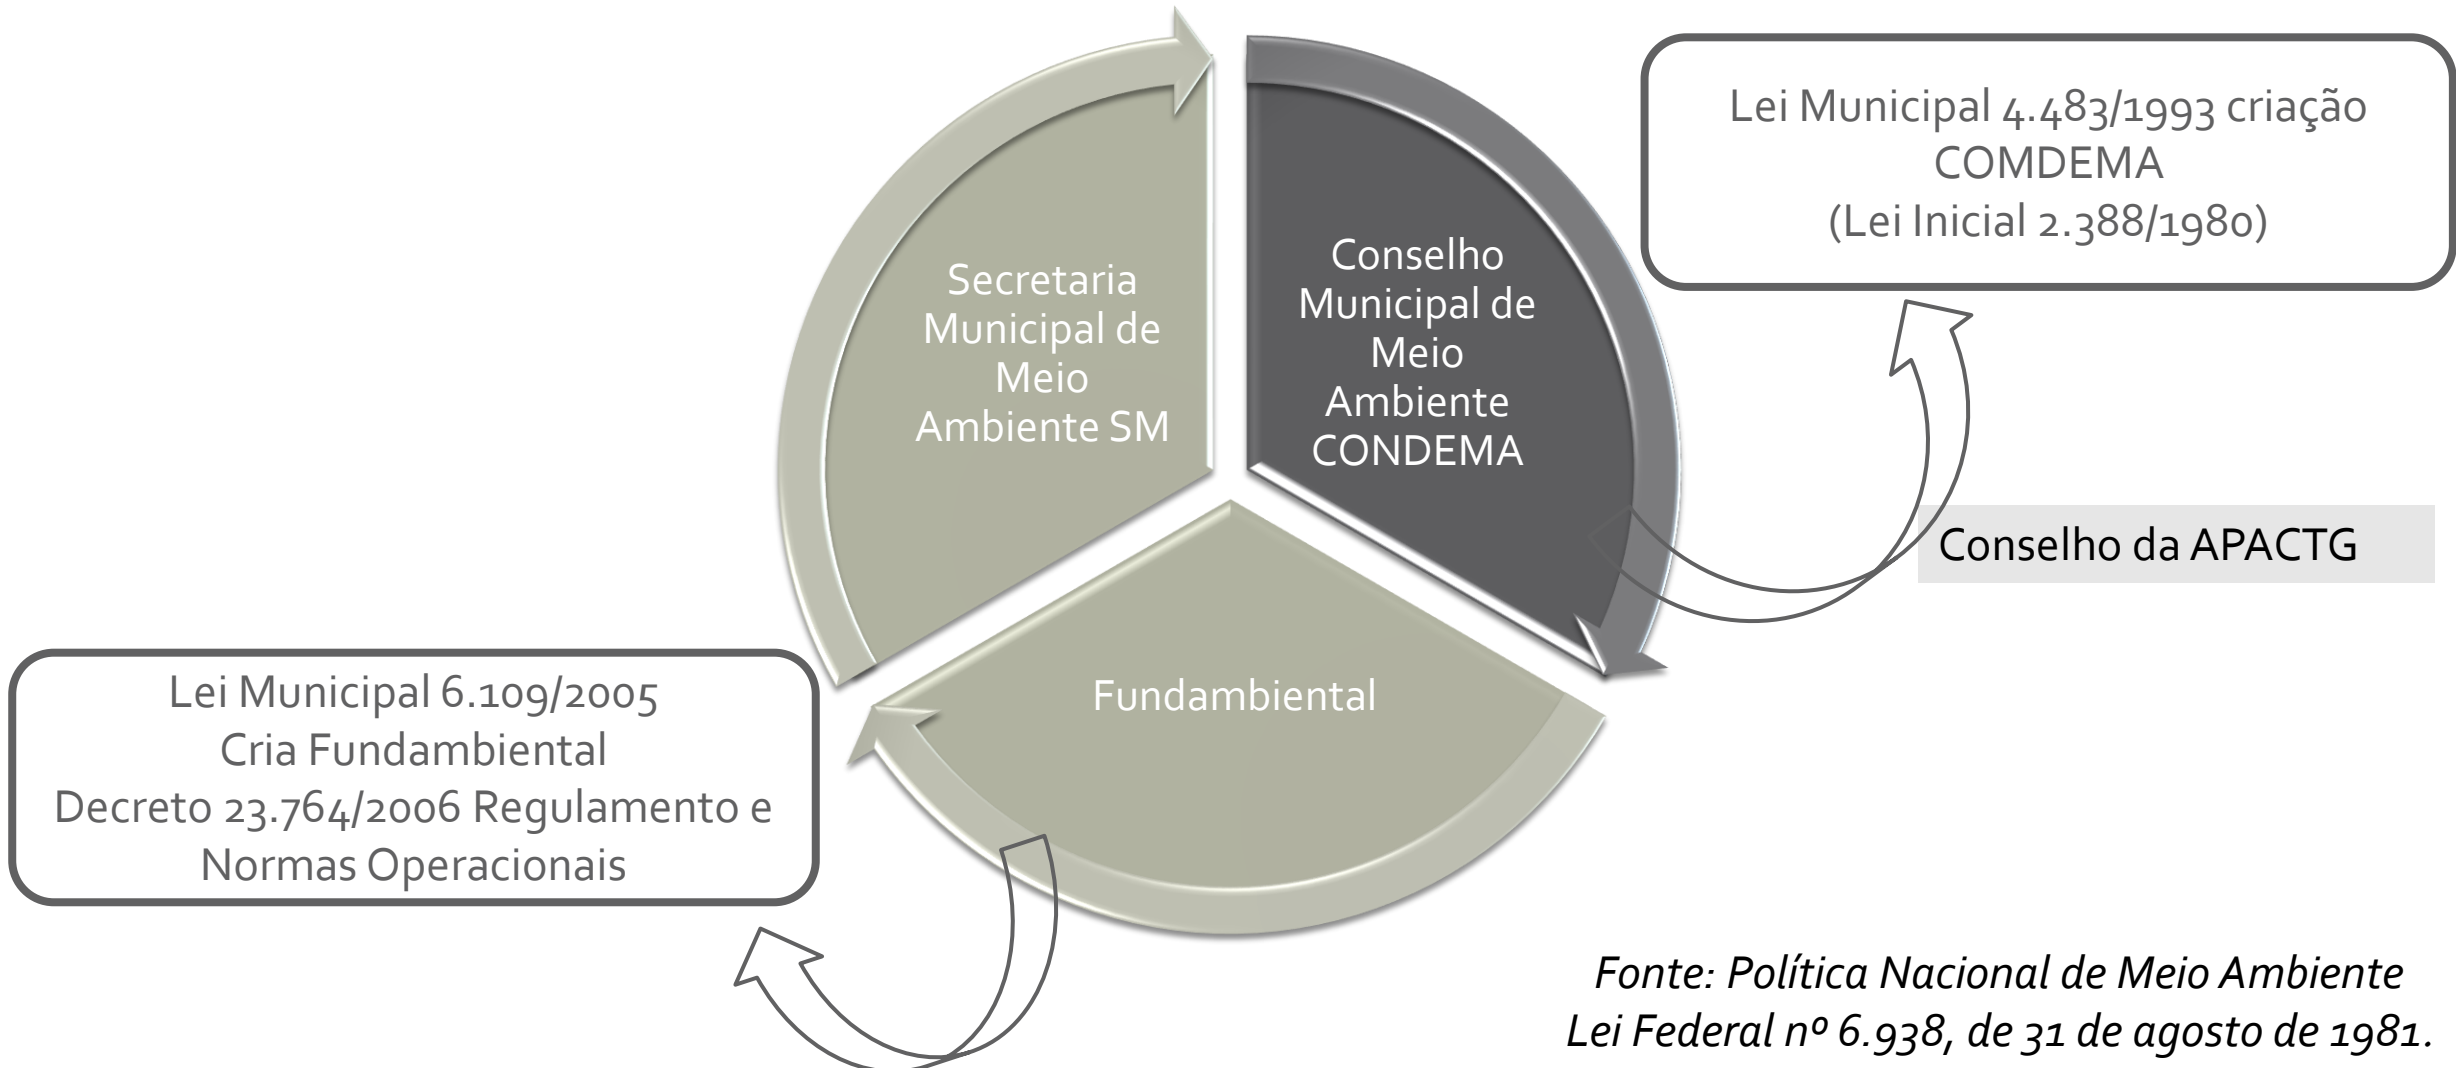 Lei Municipal 4.483/1993 criação
COMDEMA
(Lei Inicial 2.388/1980)
Secretaria
Municipal de
Meio
Ambiente SM
Conselho
Municipal de
Meio
Ambiente
CONDEMA
Conselho da APACTG
Fundambiental
Lei Municipal 6.109/2005
Cria Fundambiental
Decreto 23.764/2006 Regulamento e
Normas Operacionais
Fonte: Política Nacional de Meio Ambiente
Lei Federal nº 6.938, de 31 de agosto de 1981.